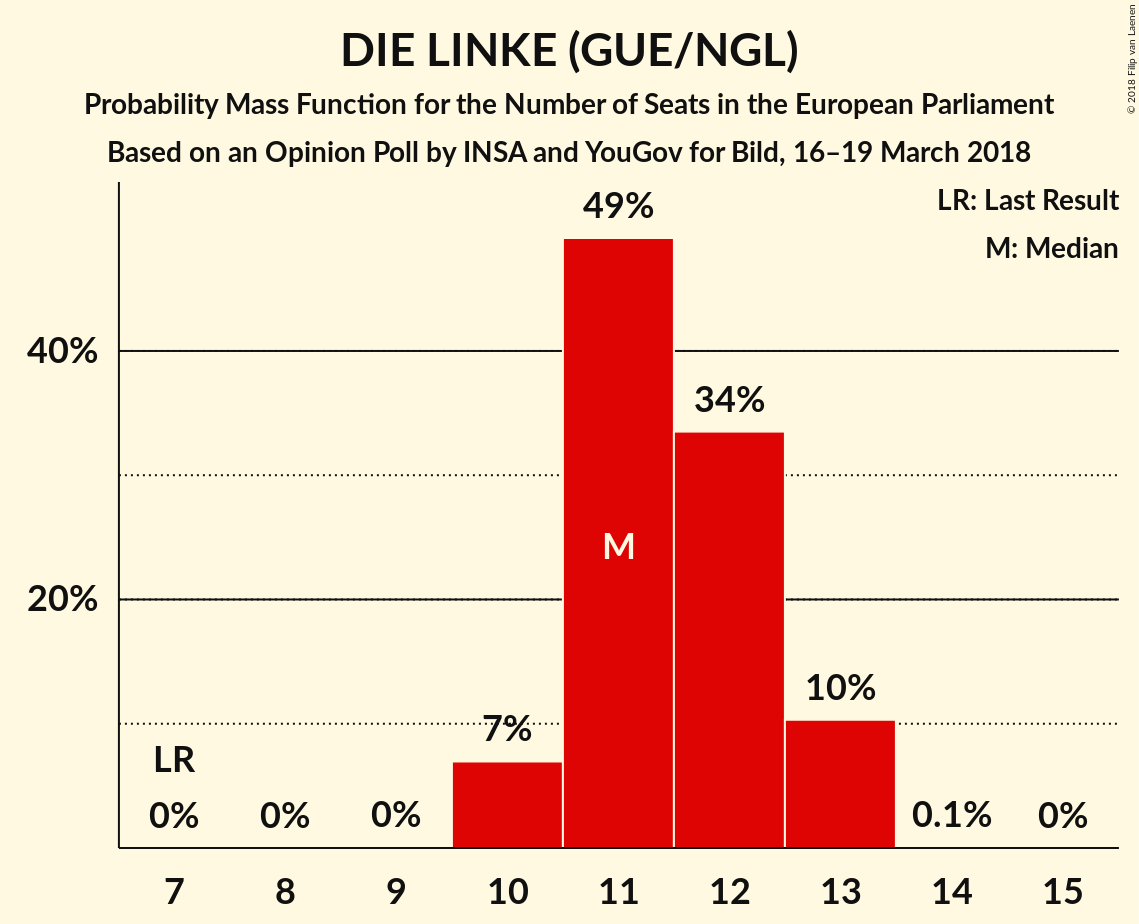 DIE LINKE (GUE/NGL)
Probability Mass Function for the Number of Seats in the European Parliament
Based on an Opinion Poll by INSA and YouGov for Bild, 16–19 March 2018
© 2018 Filip van Laenen
LR: Last Result
M: Median
49%
40%
34%
M
20%
10%
7%
LR
0% 0% 0% 0.1% 0%
7 8 9 10 11 12 13 14 15